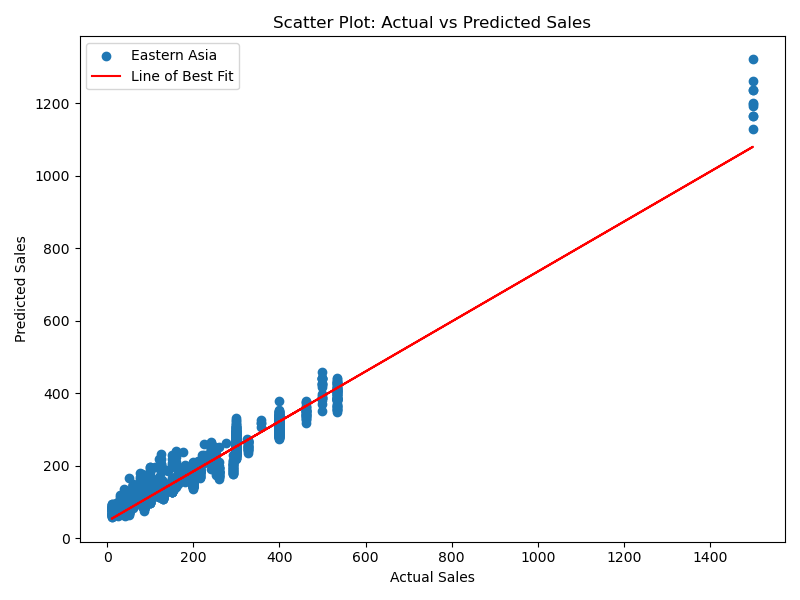 Scatter Plot: Actual vs Predicted Sales
Eastern Asia
Line of Best Fit
Predicted Sales
1200
1000
800
600
400
200
0
0 200 400 600 800 1000 1200 1400
Actual Sales